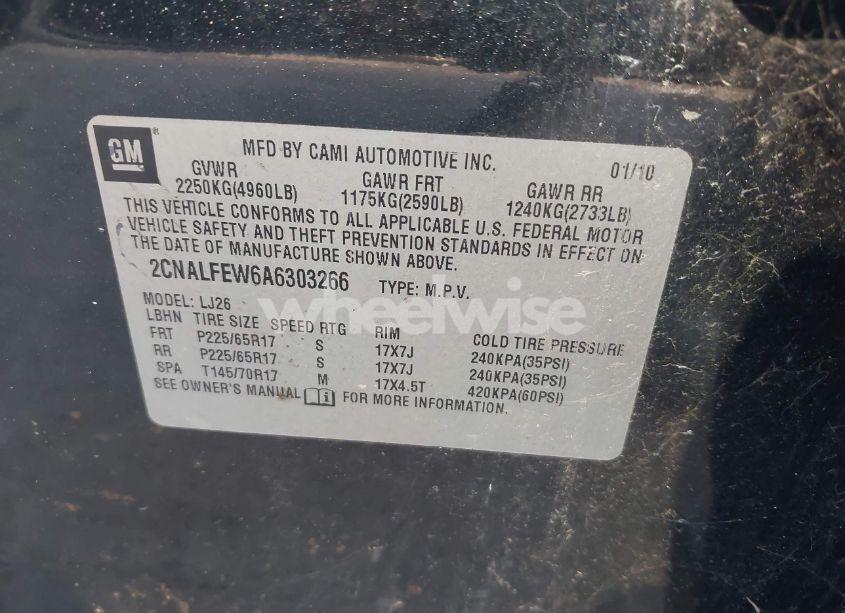 GM
MFD BY CAMI AUTOMOTIVE INC. 01/10
GVWR GAWR FRT GAWR RR
2250KG(4960LB) 1175KG(2590LB) 1240KG(2733LB)
THIS VEHICLE CONFORMS TO ALL APPLICABLE U.S. FEDERAL MOTOR
VEHICLE SAFETY AND THEFT PREVENTION STANDARDS IN EFFECT ON
THE DATE OF MANUFACTURE SHOWN ABOVE.
2CNALFEW6A6303266 TYPE: M.P.V.
wheelwise
MODEL: LJ26
LBHN TIRE SIZE SPEED RTG RIM COLD TIRE PRESSURE
FRT P225/65R17 S 17X7J 240KPA(35PSI)
RR P225/65R17 S 17X7J 240KPA(35PSI)
SPA T145/70R17 M 17X4.5T 420KPA(60PSI)
SEE OWNER'S MANUAL FOR MORE INFORMATION.